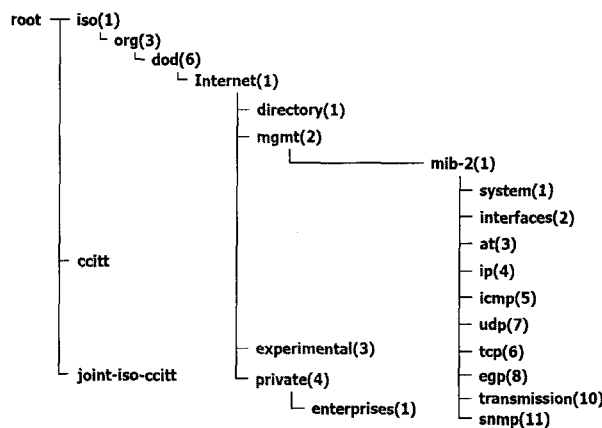 root iso(1)
org(3)
dod(6)
Internet(1)
directory(1)
mgmt(2)
mib-2(1)
system(1)
interfaces(2)
at(3)
ip(4)
ccitt
icmp(5)
udp(7)
experimental(3)
tcp(6)
joint-iso-ccitt
private(4)
egp(8)
transmission(10)
enterprises(1)
snmp(11)